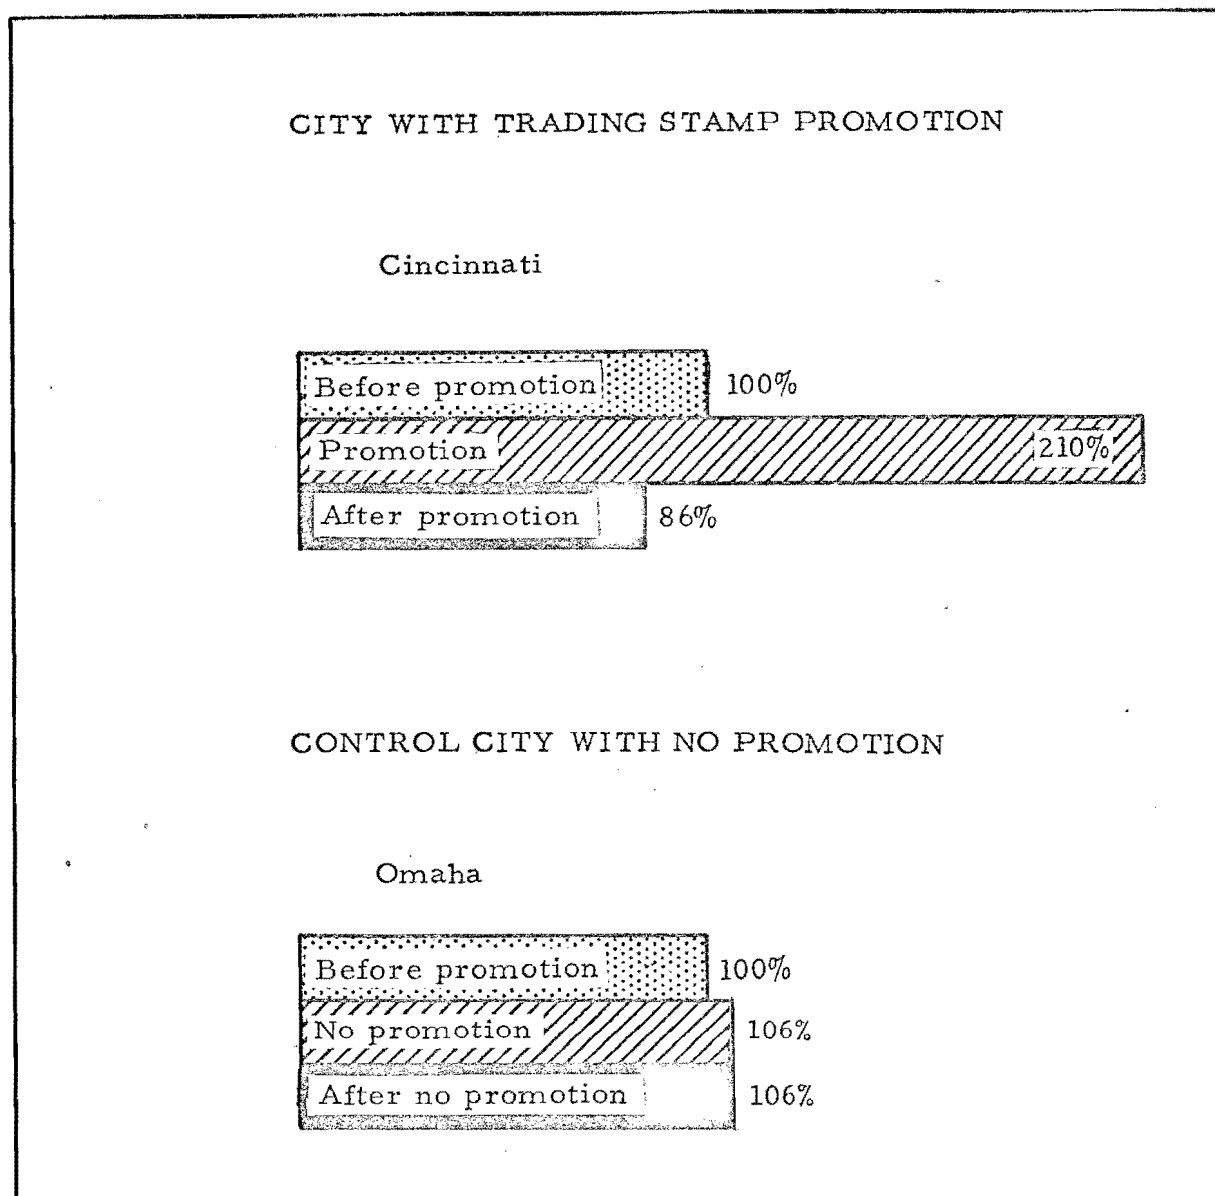 CITY WITH TRADING STAMP PROMOTION
Cincinnati
Before promotion 100%
Promotion 210%
After promotion 86%
CONTROL CITY WITH NO PROMOTION
Omaha
Before promotion 100%
No promotion 106%
After no promotion 106%